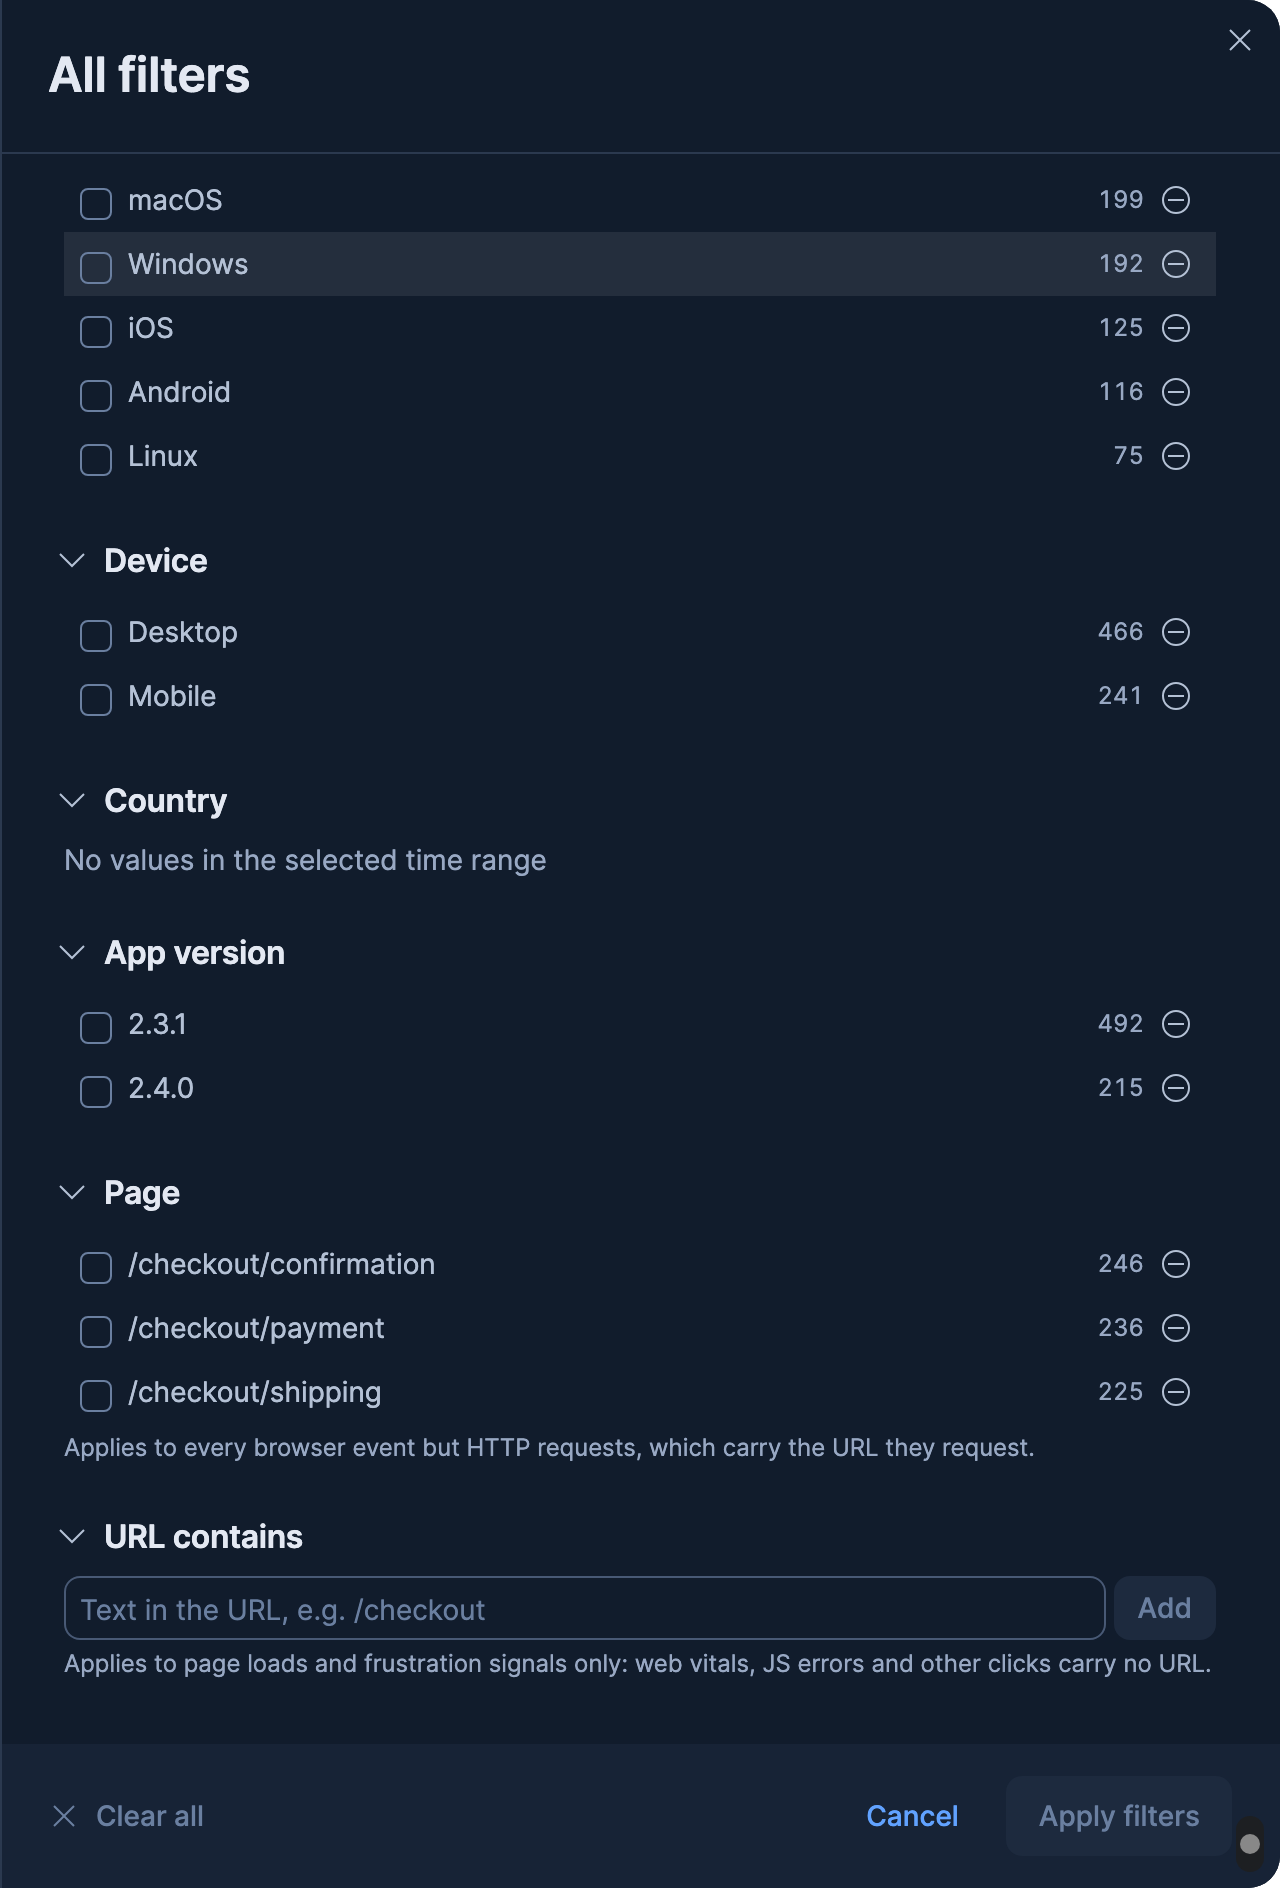 All filters
macOS 199
Windows 192
iOS 125
Android 116
Linux 75
Device
Desktop 466
Mobile 241
Country
No values in the selected time range
App version
2.3.1 492
2.4.0 215
Page
/checkout/confirmation 246
/checkout/payment 236
/checkout/shipping 225
Applies to every browser event but HTTP requests, which carry the URL they request.
URL contains
Text in the URL, e.g. /checkout Add
Applies to page loads and frustration signals only: web vitals, JS errors and other clicks carry no URL.
Clear all Cancel Apply filters